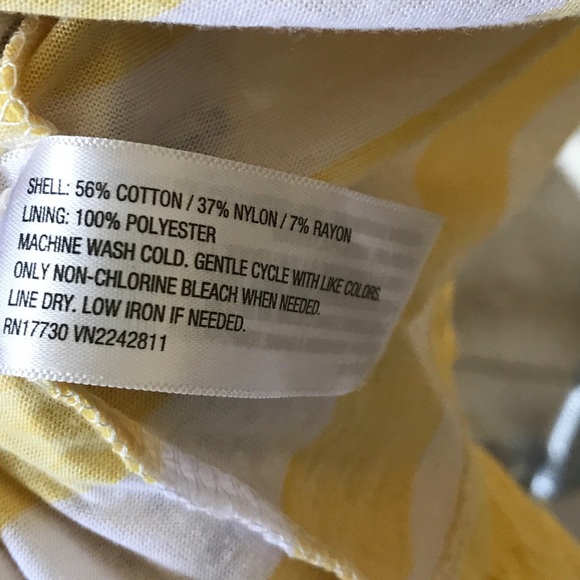 SHELL: 56% COTTON / 37% NYLON / 7% RAYON
LINING: 100% POLYESTER
MACHINE WASH COLD. GENTLE CYCLE WITH LIKE COLORS.
ONLY NON-CHLORINE BLEACH WHEN NEEDED.
LINE DRY. LOW IRON IF NEEDED.
RN17730 VN2242811